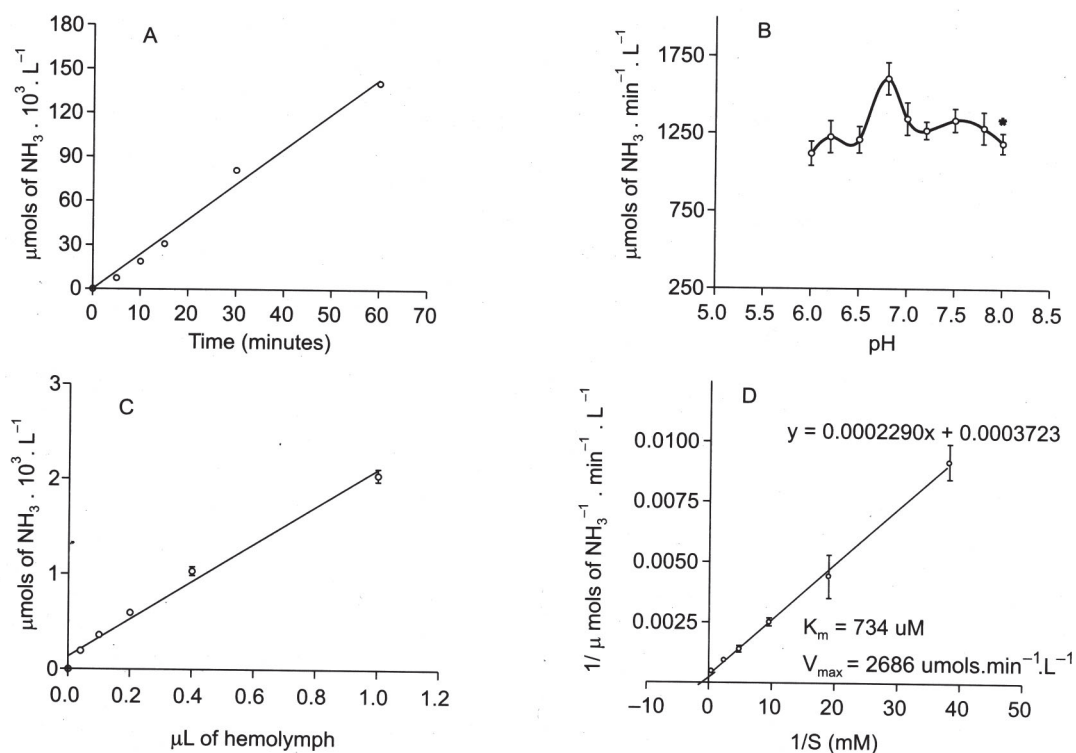 A
μmols of NH₃ . 10³ . L⁻¹
180
150
120
90
60
30
0
0 10 20 30 40 50 60 70
Time (minutes)
B
*
μmols of NH₃ . min⁻¹ . L⁻¹
1750
1250
750
250
5.0 5.5 6.0 6.5 7.0 7.5 8.0 8.5
pH
C
μmols of NH₃ . 10³ . L⁻¹
3
2
1
0
0.0 0.2 0.4 0.6 0.8 1.0 1.2
μL of hemolymph
D
y = 0.0002290x + 0.0003723
1/ μ mols of NH₃⁻¹ . min⁻¹ . L⁻¹
0.0100
0.0075
0.0050
0.0025
Kₘ = 734 uM
Vₘₐₓ = 2686 umols.min⁻¹.L⁻¹
–10 0 10 20 30 40 50
1/S (mM)